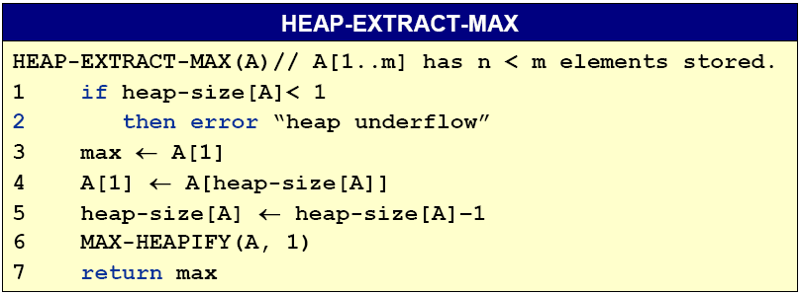 HEAP-EXTRACT-MAX
HEAP-EXTRACT-MAX(A)// A[1..m] has n < m elements stored.
1 if heap-size[A]< 1
2 then error “heap underflow”
3 max ← A[1]
4 A[1] ← A[heap-size[A]]
5 heap-size[A] ← heap-size[A]–1
6 MAX-HEAPIFY(A, 1)
7 return max